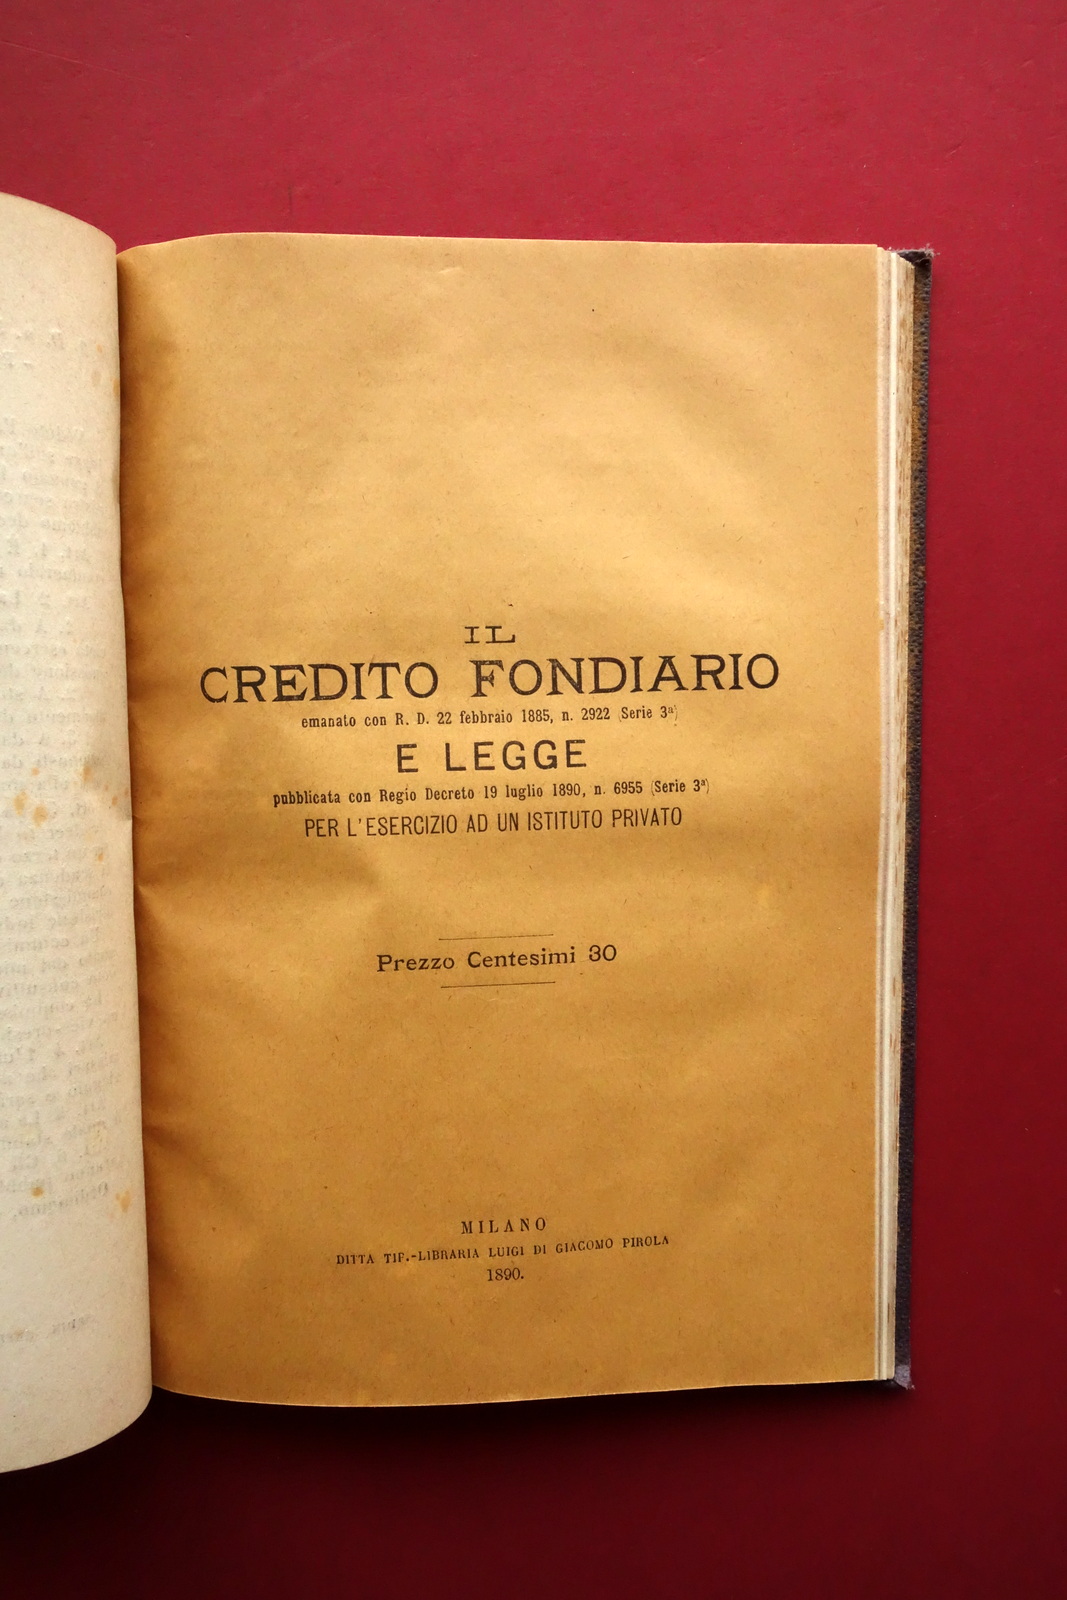 IL
CREDITO FONDIARIO
emanato con R. D. 22 febbraio 1885, n. 2922 (Serie 3ª)
E LEGGE
pubblicata con Regio Decreto 19 luglio 1890, n. 6955 (Serie 3ª)
PER L'ESERCIZIO AD UN ISTITUTO PRIVATO
Prezzo Centesimi 30
MILANO
DITTA TIP.-LIBRARIA LUIGI DI GIACOMO PIROLA
1890.